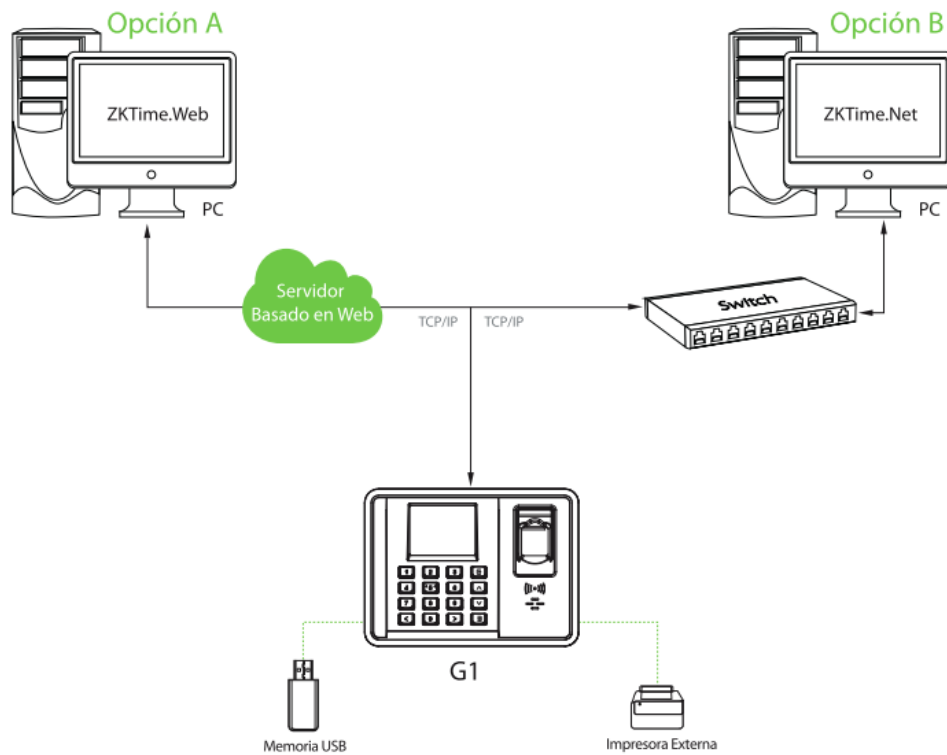 Opción A
Opción B
ZKTime.Web
ZKTime.Net
PC
PC
Servidor
Basado en Web
Switch
TCP/IP
TCP/IP
G1
Memoria USB
Impresora Externa